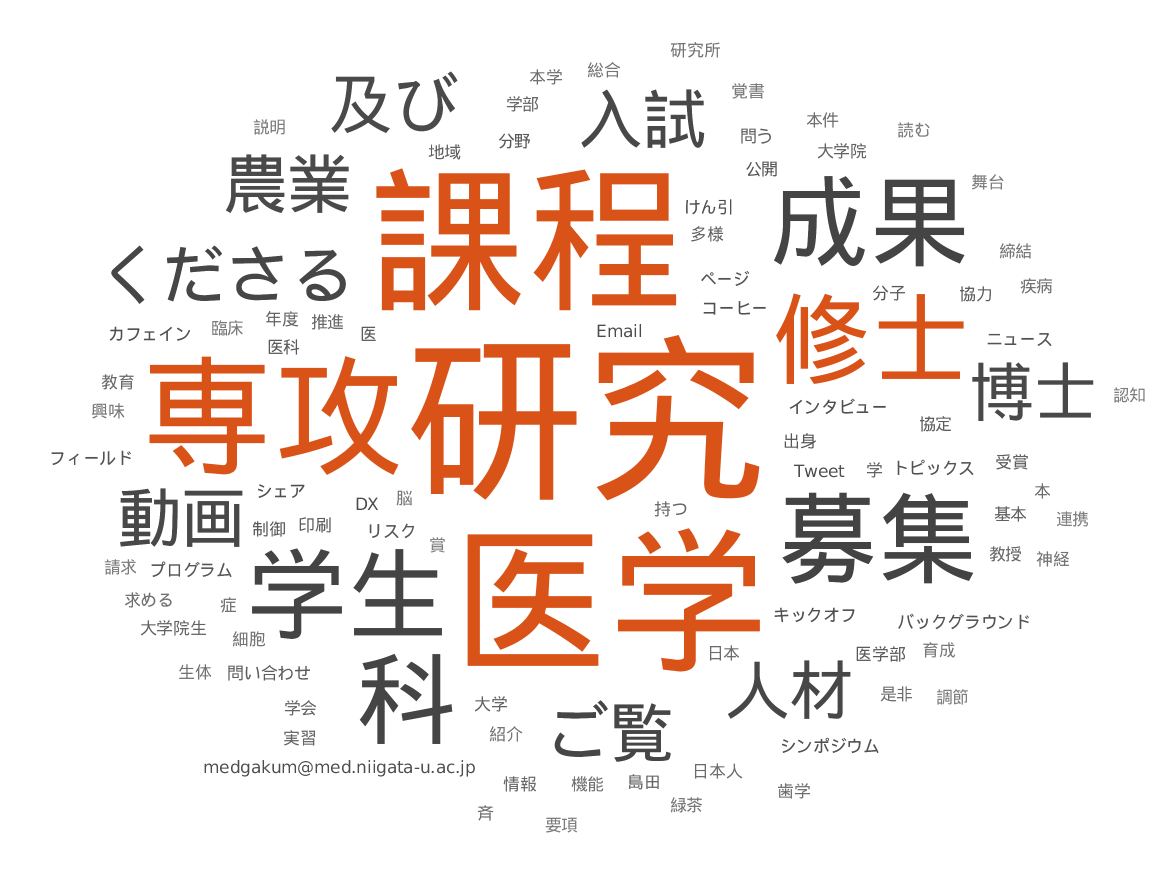 研究所
本学
総合
及び
学部
入試
覚書
説明
地域
分野
問う
本件
読む
大学院
公開
農業
課程
けん引
多様
成果
舞台
くださる
ページ
コーヒー
締結
分子
協力
疾病
カフェイン
臨床
年度
推進
医
医科
Email
修士
ニュース
教育
興味
専攻
研究
インタビュー
博士
認知
協定
出身
フィールド
Tweet
学
トピックス
受賞
動画
シェア
DX
脳
持つ
本
制御
印刷
リスク
賞
募集
基本
連携
教授
神経
請求
プログラム
学生
医学
求める
症
大学院生
細胞
キックオフ
バックグラウンド
日本
医学部
育成
生体
問い合わせ
科
人材
是非
調節
学会
実習
大学
紹介
ご覧
シンポジウム
medgakum@med.niigata-u.ac.jp
情報
機能
島田
日本人
歯学
緑茶
斉
要項